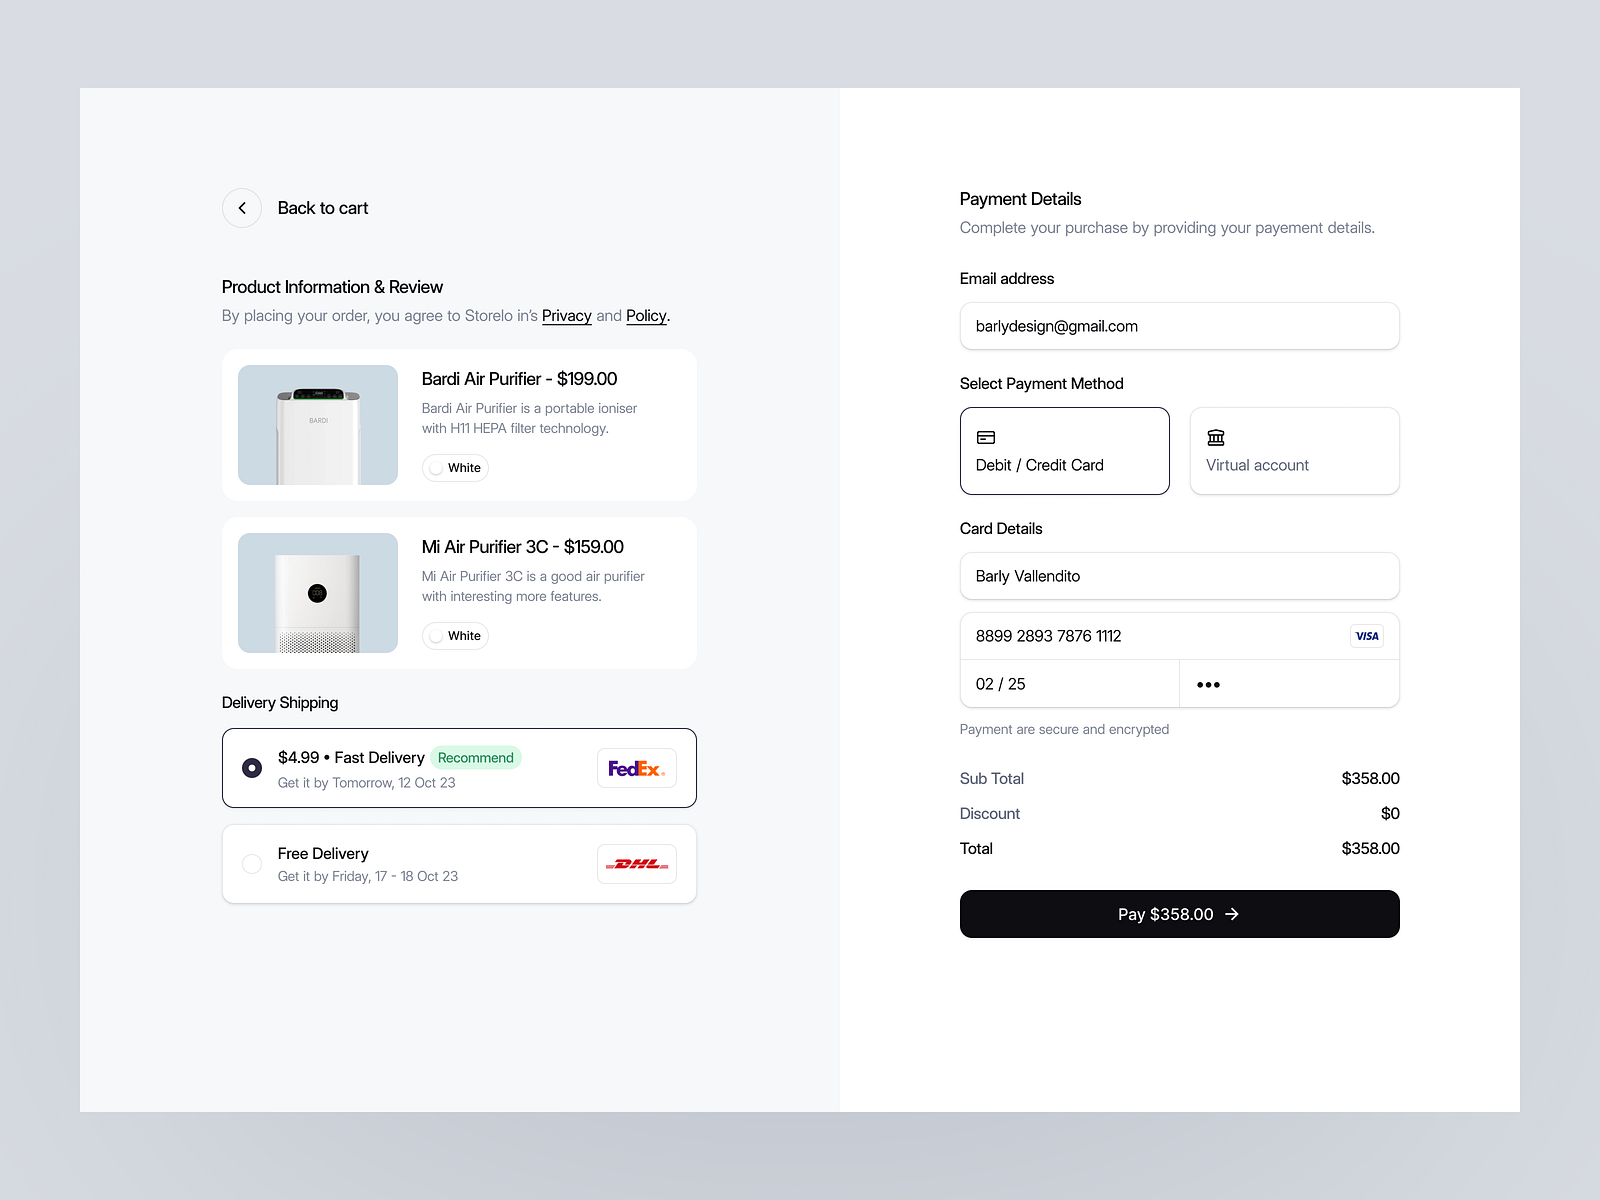 Back to cart
Product Information & Review
By placing your order, you agree to Storelo in's Privacy and Policy.
BARDI
Bardi Air Purifier - $199.00
Bardi Air Purifier is a portable ioniser
with H11 HEPA filter technology.
White
Mi Air Purifier 3C - $159.00
Mi Air Purifier 3C is a good air purifier
with interesting more features.
White
Delivery Shipping
$4.99 • Fast Delivery Recommend
Get it by Tomorrow, 12 Oct 23
FedEx
Free Delivery
Get it by Friday, 17 - 18 Oct 23
DHL
Payment Details
Complete your purchase by providing your payement details.
Email address
barlydesign@gmail.com
Select Payment Method
Debit / Credit Card
Virtual account
Card Details
Barly Vallendito
8899 2893 7876 1112
VISA
02 / 25
•••
Payment are secure and encrypted
Sub Total $358.00
Discount $0
Total $358.00
Pay $358.00 →